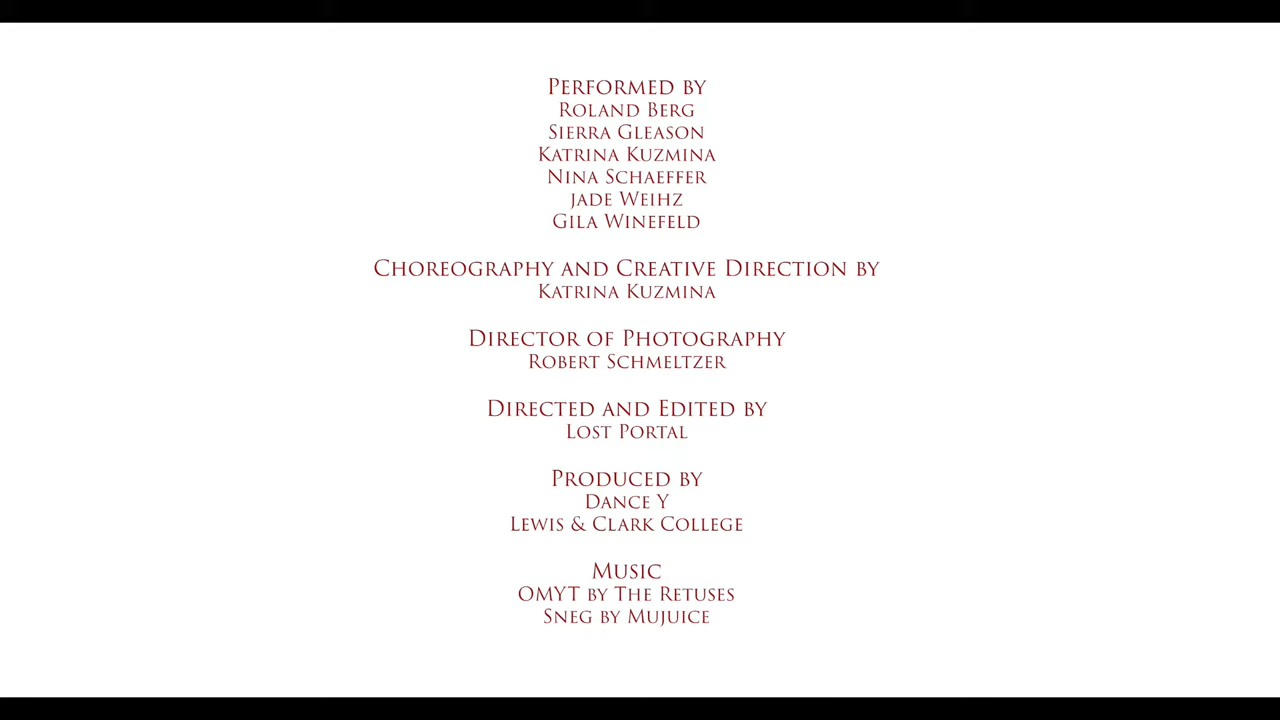 Performed by
Roland Berg
Sierra Gleason
Katrina Kuzmina
Nina Schaeffer
Jade Weihz
Gila Winefeld
Choreography and Creative Direction by
Katrina Kuzmina
Director of Photography
Robert Schmeltzer
Directed and Edited by
Lost Portal
Produced by
Dance Y
Lewis & Clark College
Music
OMYT by The Retuses
Sneg by Mujuice